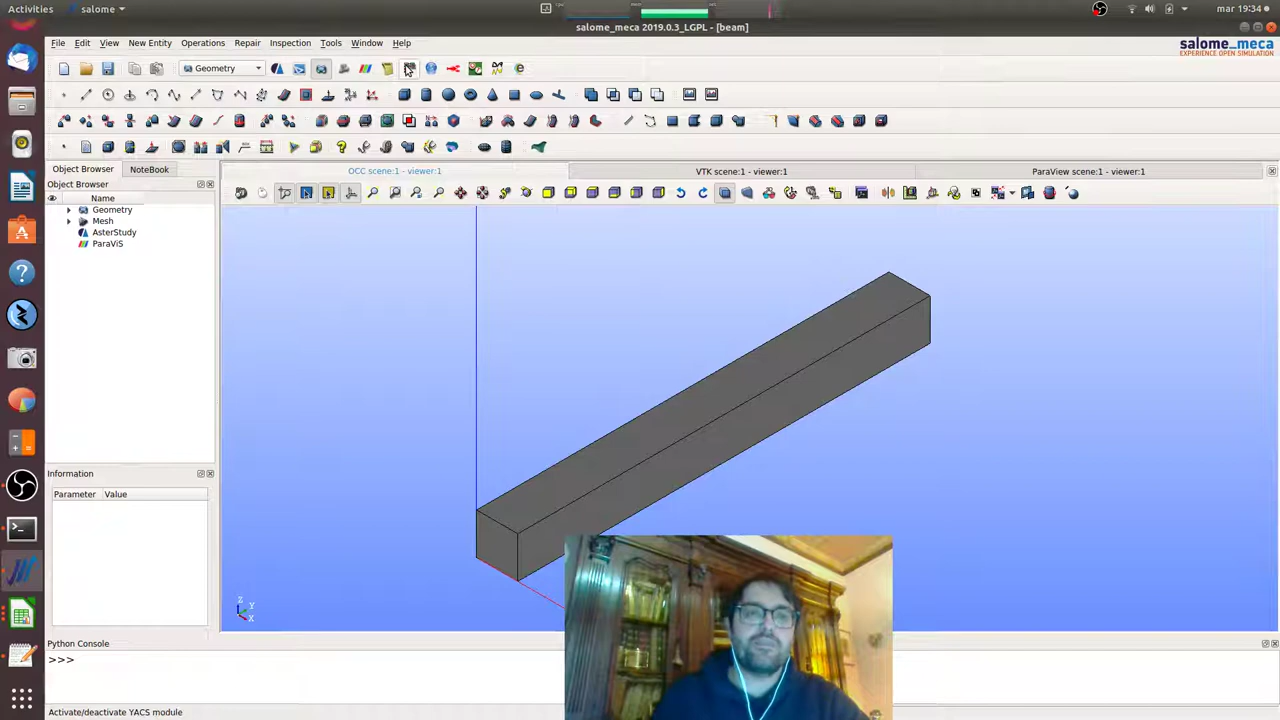 Activities
salome
mar 19:34
salome_meca 2019.0.3_LGPL - [beam]
File Edit View New Entity Operations Repair Inspection Tools Window Help
salome_meca
EXPERIENCE OPEN SIMULATION
Geometry
Object Browser NoteBook
OCC scene:1 - viewer:1
VTK scene:1 - viewer:1
ParaView scene:1 - viewer:1
Object Browser
Name
Geometry
Mesh
AsterStudy
ParaViS
Information
Parameter Value
Z
Y
X
Python Console
>>>
Activate/deactivate YACS module